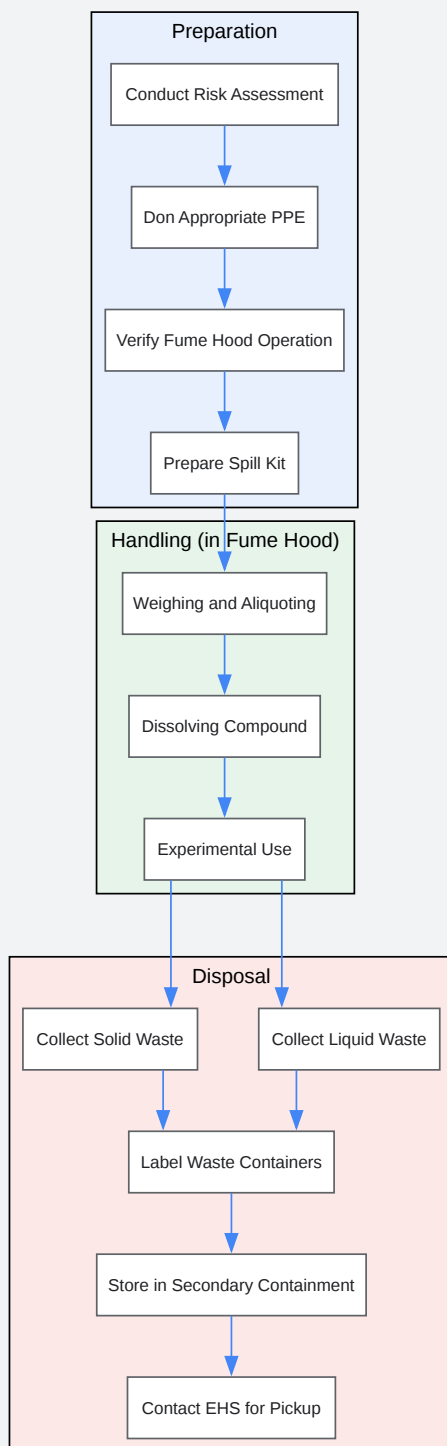 Preparation
Conduct Risk Assessment
Don Appropriate PPE
Verify Fume Hood Operation
Prepare Spill Kit
Handling (in Fume Hood)
Weighing and Aliquoting
Dissolving Compound
Experimental Use
Disposal
Collect Solid Waste
Collect Liquid Waste
Label Waste Containers
Store in Secondary Containment
Contact EHS for Pickup